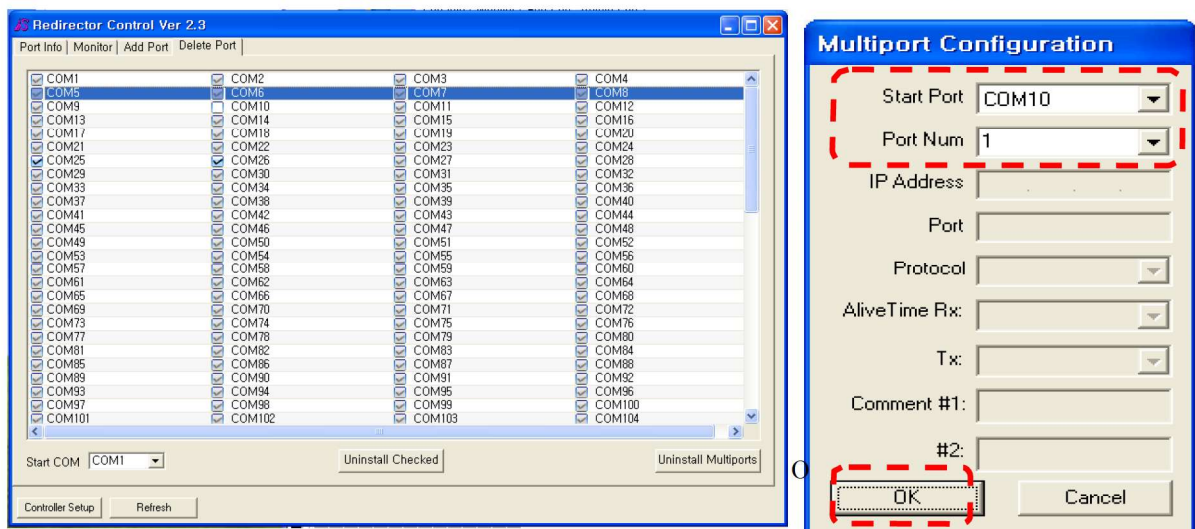 Redirector Control Ver 2.3
Port Info Monitor Add Port Delete Port
COM1 COM2 COM3 COM4
COM5 COM6 COM7 COM8
COM9 COM10 COM11 COM12
COM13 COM14 COM15 COM16
COM17 COM18 COM19 COM20
COM21 COM22 COM23 COM24
COM25 COM26 COM27 COM28
COM29 COM30 COM31 COM32
COM33 COM34 COM35 COM36
COM37 COM38 COM39 COM40
COM41 COM42 COM43 COM44
COM45 COM46 COM47 COM48
COM49 COM50 COM51 COM52
COM53 COM54 COM55 COM56
COM57 COM58 COM59 COM60
COM61 COM62 COM63 COM64
COM65 COM66 COM67 COM68
COM69 COM70 COM71 COM72
COM73 COM74 COM75 COM76
COM77 COM78 COM79 COM80
COM81 COM82 COM83 COM84
COM85 COM86 COM87 COM88
COM89 COM90 COM91 COM92
COM93 COM94 COM95 COM96
COM97 COM98 COM99 COM100
COM101 COM102 COM103 COM104
Start COM COM1 Uninstall Checked Uninstall Multiports
Controller Setup Refresh
O
Multiport Configuration
Start Port COM10
Port Num 1
IP Address . . .
Port
Protocol
AliveTime Rx:
Tx:
Comment #1:
#2:
OK Cancel